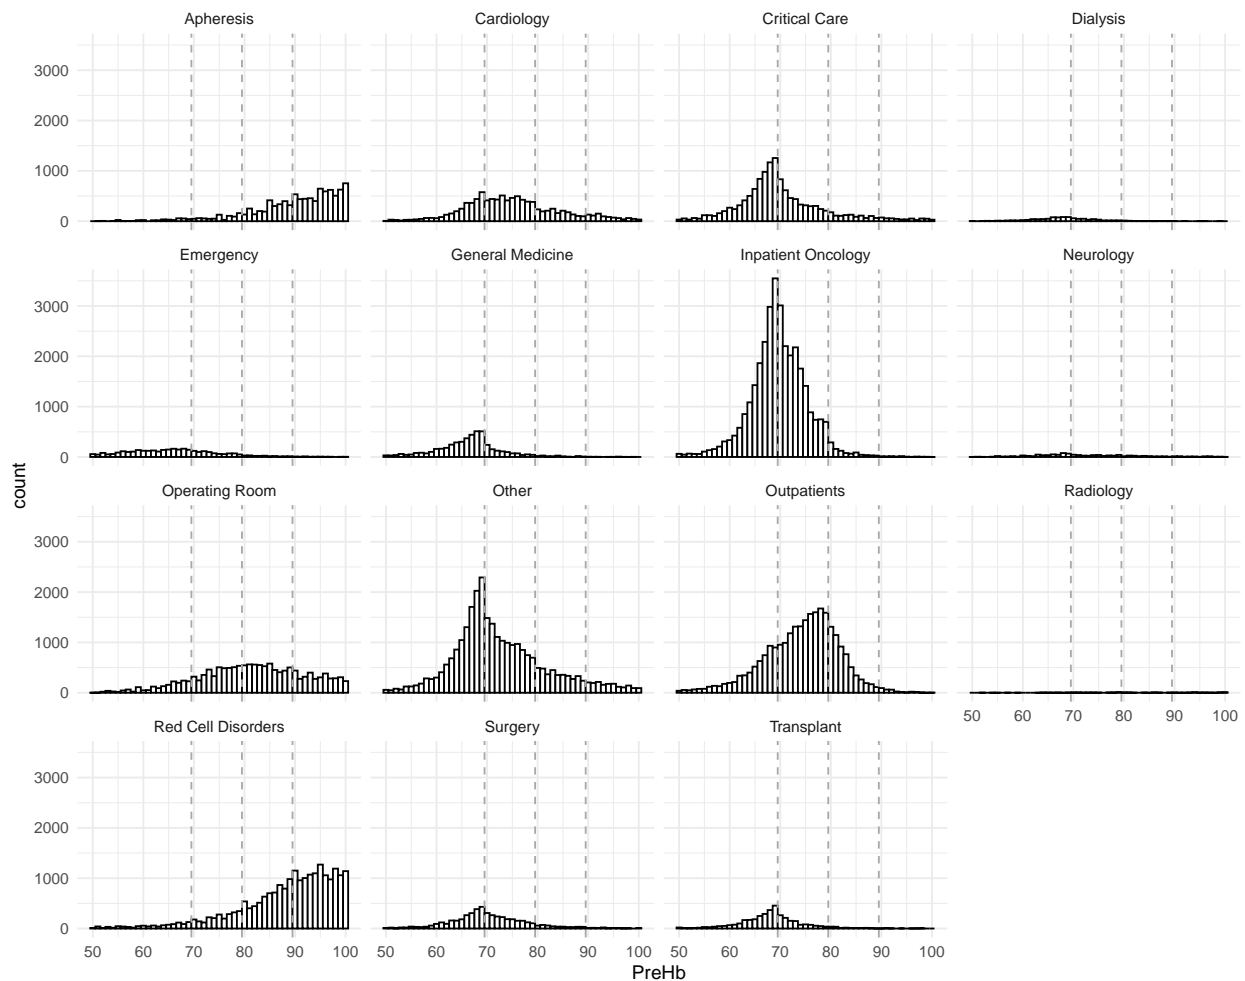 Apheresis Cardiology Critical Care Dialysis
3000
2000
1000
0
Emergency General Medicine Inpatient Oncology Neurology
3000
2000
1000
0
count
Operating Room Other Outpatients Radiology
3000
2000
1000
0
50 60 70 80 90 100
Red Cell Disorders Surgery Transplant
3000
2000
1000
0
50 60 70 80 90 100 50 60 70 80 90 100 50 60 70 80 90 100
PreHb